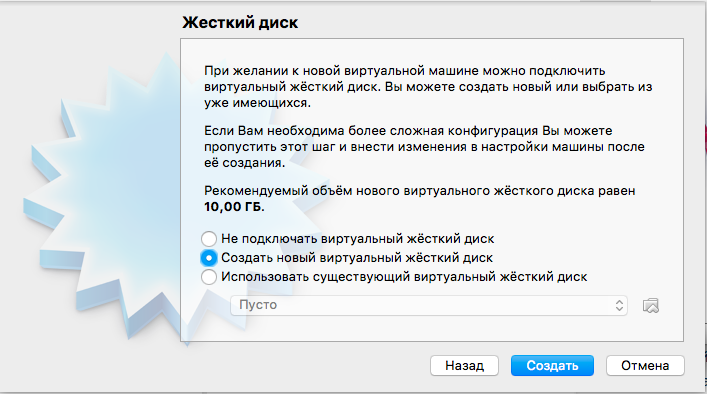 Жесткий диск
При желании к новой виртуальной машине можно подключить
виртуальный жёсткий диск. Вы можете создать новый или выбрать из
уже имеющихся.
Если Вам необходима более сложная конфигурация Вы можете
пропустить этот шаг и внести изменения в настройки машины после
её создания.
Рекомендуемый объём нового виртуального жёсткого диска равен
10,00 ГБ.
Не подключать виртуальный жёсткий диск
Создать новый виртуальный жёсткий диск
Использовать существующий виртуальный жёсткий диск
Пусто
Назад
Создать
Отмена